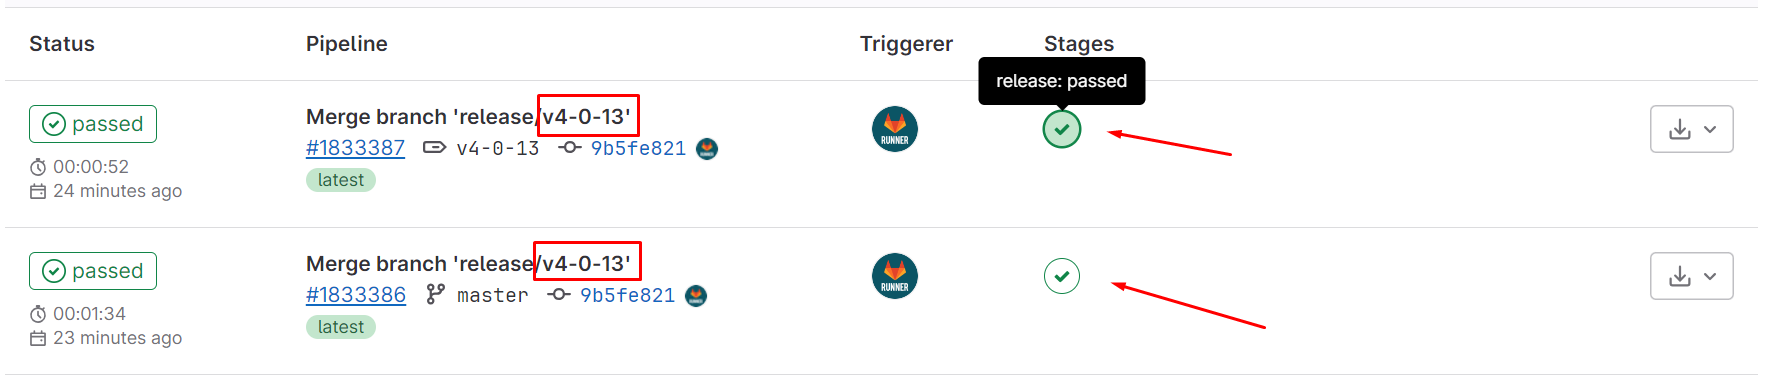 Status Pipeline Triggerer Stages
release: passed
passed Merge branch 'release/v4-0-13'
RUNNER
#1833387 v4-0-13 9b5fe821
00:00:52
latest
24 minutes ago
passed Merge branch 'release/v4-0-13'
RUNNER
#1833386 master 9b5fe821
00:01:34
latest
23 minutes ago